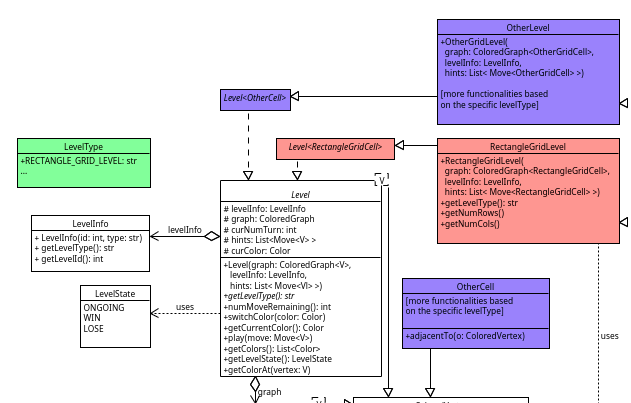 OtherLevel
+OtherGridLevel(
graph: ColoredGraph<OtherGridCell>,
levelInfo: LevelInfo,
hints: List< Move<OtherGridCell> >)
[more functionalities based
on the specific levelType]
Level<OtherCell>
LevelType
+RECTANGLE_GRID_LEVEL: str
...
Level<RectangleGridCell>
RectangleGridLevel
+RectangleGridLevel(
graph: ColoredGraph<RectangleGridCell>,
levelInfo: LevelInfo,
hints: List< Move<RectangleGridCell> >)
+getLevelType(): str
+getNumRows()
+getNumCols()
V
Level
# levelInfo: LevelInfo
# graph: ColoredGraph
# curNumTurn: int
# hints: List<Move<V> >
# curColor: Color
+Level(graph: ColoredGraph<V>,
levelInfo: LevelInfo,
hints: List< Move<Vl> >)
+getLevelType(): str
+numMoveRemaining(): int
+switchColor(color: Color)
+getCurrentColor(): Color
+play(move: Move<V>)
+getColors(): List<Color>
+getLevelState(): LevelState
+getColorAt(vertex: V)
LevelInfo
+ LevelInfo(id: int, type: str)
+ getLevelType(): str
+ getLevelId(): int
levelInfo
LevelState
ONGOING
WIN
LOSE
uses
OtherCell
[more functionalities based
on the specific levelType]
+adjacentTo(o: ColoredVertex)
uses
graph